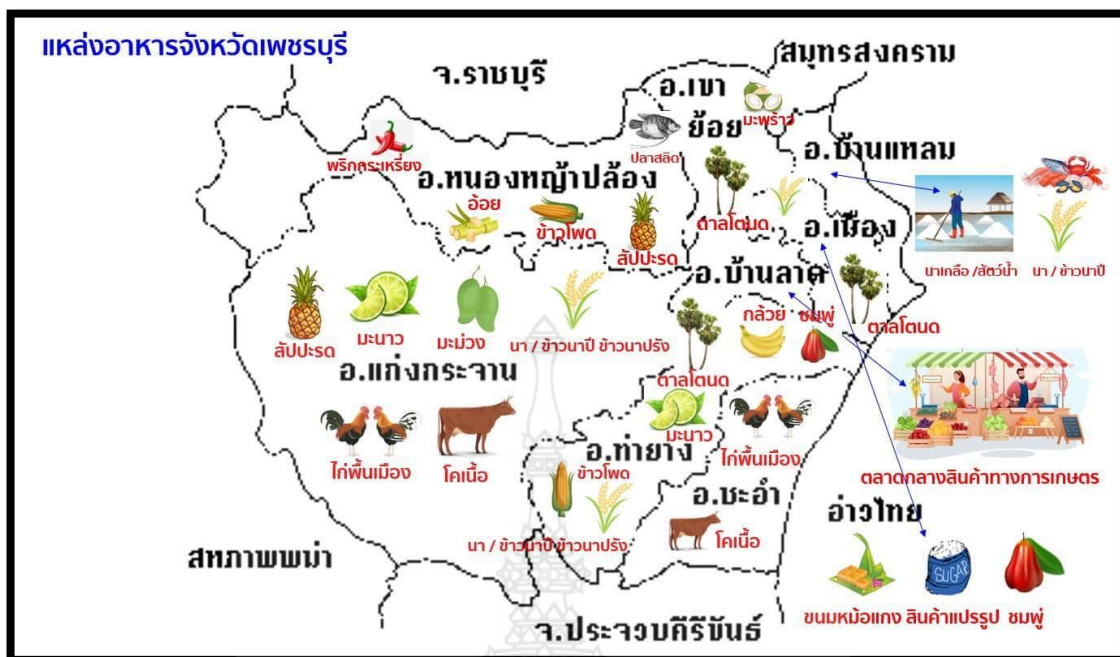 แหล่งอาหารจังหวัดเพชรบุรี
จ.ราชบุรี
สมุทรสงคราม
อ.เขา
ย้อย
มะพร้าว
ปลาสลิด
พริกกระเหรี่ยง
อ.บ้านแหลม
อ.หนองหญ้าปล้อง
อ้อย
ข้าวโพด
สัปปะรด
ตาลโตนด
อ.เมือง
นาเกลือ /สัตว์น้ำ
นา / ข้าวนาปี
อ.บ้านลาด
กล้วย
ชมพู่
ตาลโตนด
สัปปะรด
มะนาว
มะม่วง
นา / ข้าวนาปี ข้าวนาปรัง
อ.แก่งกระจาน
ตาลโตนด
มะนาว
ไก่พื้นเมือง
โคเนื้อ
อ.ท่ายาง
ไก่พื้นเมือง
ข้าวโพด
นา / ข้าวนาปี ข้าวนาปรัง
อ.ชะอำ
โคเนื้อ
ตลาดกลางสินค้าทางการเกษตร
อ่าวไทย
SUGAR
ขนมหม้อแกง สินค้าแปรรูป ชมพู่
สหภาพพม่า
จ.ประจวบคีรีขันธ์